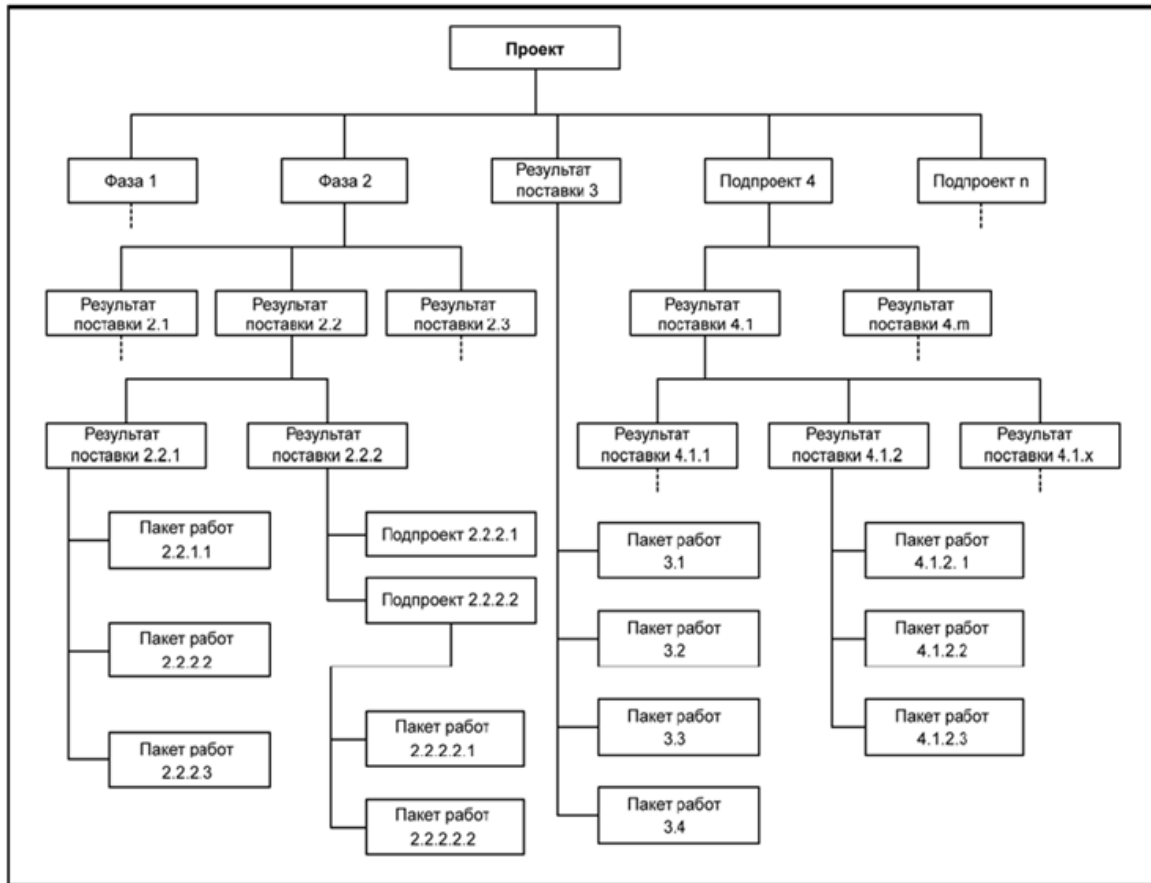 Проект
Фаза 1
Фаза 2
Результат
поставки 3
Подпроект 4
Подпроект n
Результат
поставки 2.1
Результат
поставки 2.2
Результат
поставки 2.3
Результат
поставки 4.1
Результат
поставки 4.m
Результат
поставки 2.2.1
Результат
поставки 2.2.2
Результат
поставки 4.1.1
Результат
поставки 4.1.2
Результат
поставки 4.1.x
Пакет работ
2.2.1.1
Пакет работ
2.2.2.2
Пакет работ
2.2.2.3
Подпроект 2.2.2.1
Подпроект 2.2.2.2
Пакет работ
2.2.2.2.1
Пакет работ
2.2.2.2.2
Пакет работ
3.1
Пакет работ
3.2
Пакет работ
3.3
Пакет работ
3.4
Пакет работ
4.1.2. 1
Пакет работ
4.1.2.2
Пакет работ
4.1.2.3